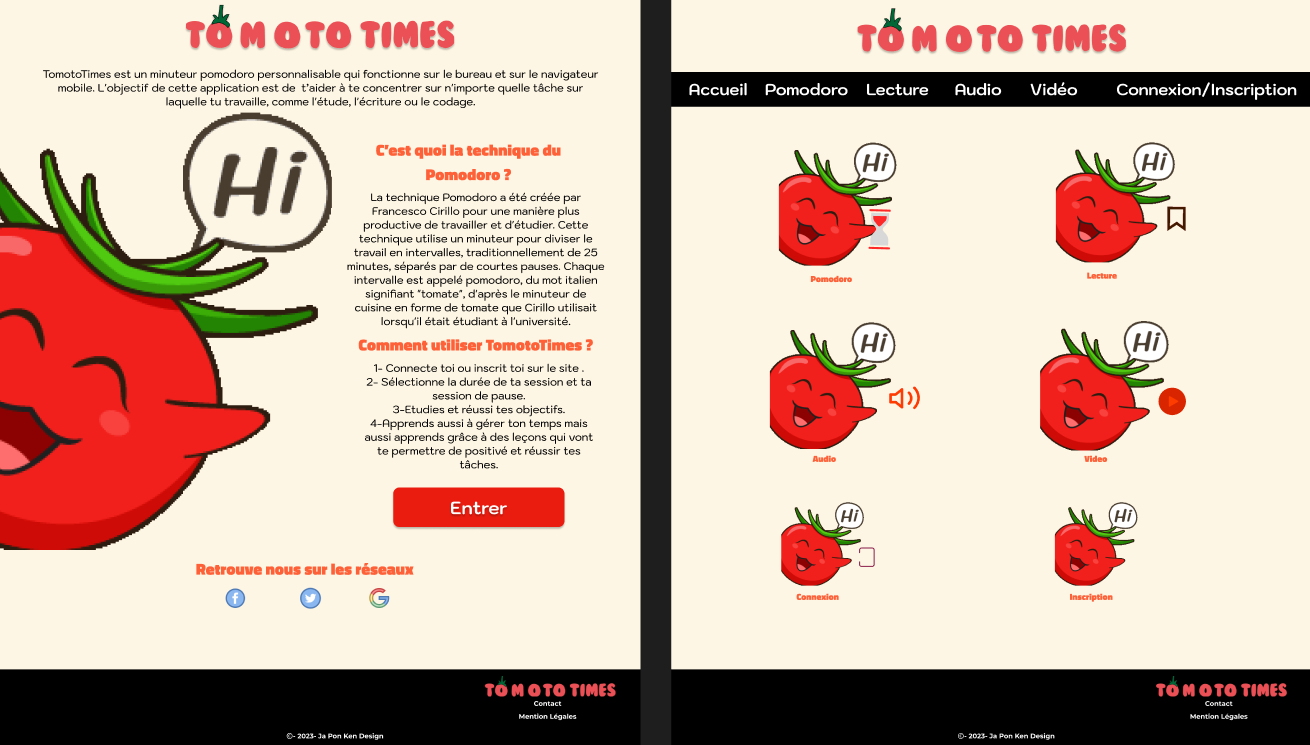 TOMOTO TIMES
TomotoTimes est un minuteur pomodoro personnalisable qui fonctionne sur le bureau et sur le navigateur
mobile. L'objectif de cette application est de t'aider à te concentrer sur n'importe quelle tâche sur
laquelle tu travaille, comme l'étude, l'écriture ou le codage.
Hi
C'est quoi la technique du
Pomodoro ?
La technique Pomodoro a été créée par
Francesco Cirillo pour une manière plus
productive de travailler et d'étudier. Cette
technique utilise un minuteur pour diviser le
travail en intervalles, traditionnellement de 25
minutes, séparés par de courtes pauses. Chaque
intervalle est appelé pomodoro, du mot italien
signifiant "tomate", d'après le minuteur de
cuisine en forme de tomate que Cirillo utilisait
lorsqu'il était étudiant à l'université.
Comment utiliser TomotoTimes ?
1- Connecte toi ou inscrit toi sur le site .
2- Sélectionne la durée de ta session et ta
session de pause.
3-Etudies et réussi tes objectifs.
4-Apprends aussi à gérer ton temps mais
aussi apprends grâce à des leçons qui vont
te permettre de positivé et réussir tes
tâches.
Entrer
Retrouve nous sur les réseaux
TOMOTO TIMES
Contact
Mention Légales
©- 2023- Ja Pon Ken Design
TOMOTO TIMES
Accueil Pomodoro Lecture Audio Vidéo Connexion/Inscription
Hi
Pomodoro
Hi
Lecture
Hi
Audio
Hi
Video
Hi
Connexion
Hi
Inscription
TOMOTO TIMES
Contact
Mention Légales
©- 2023- Ja Pon Ken Design